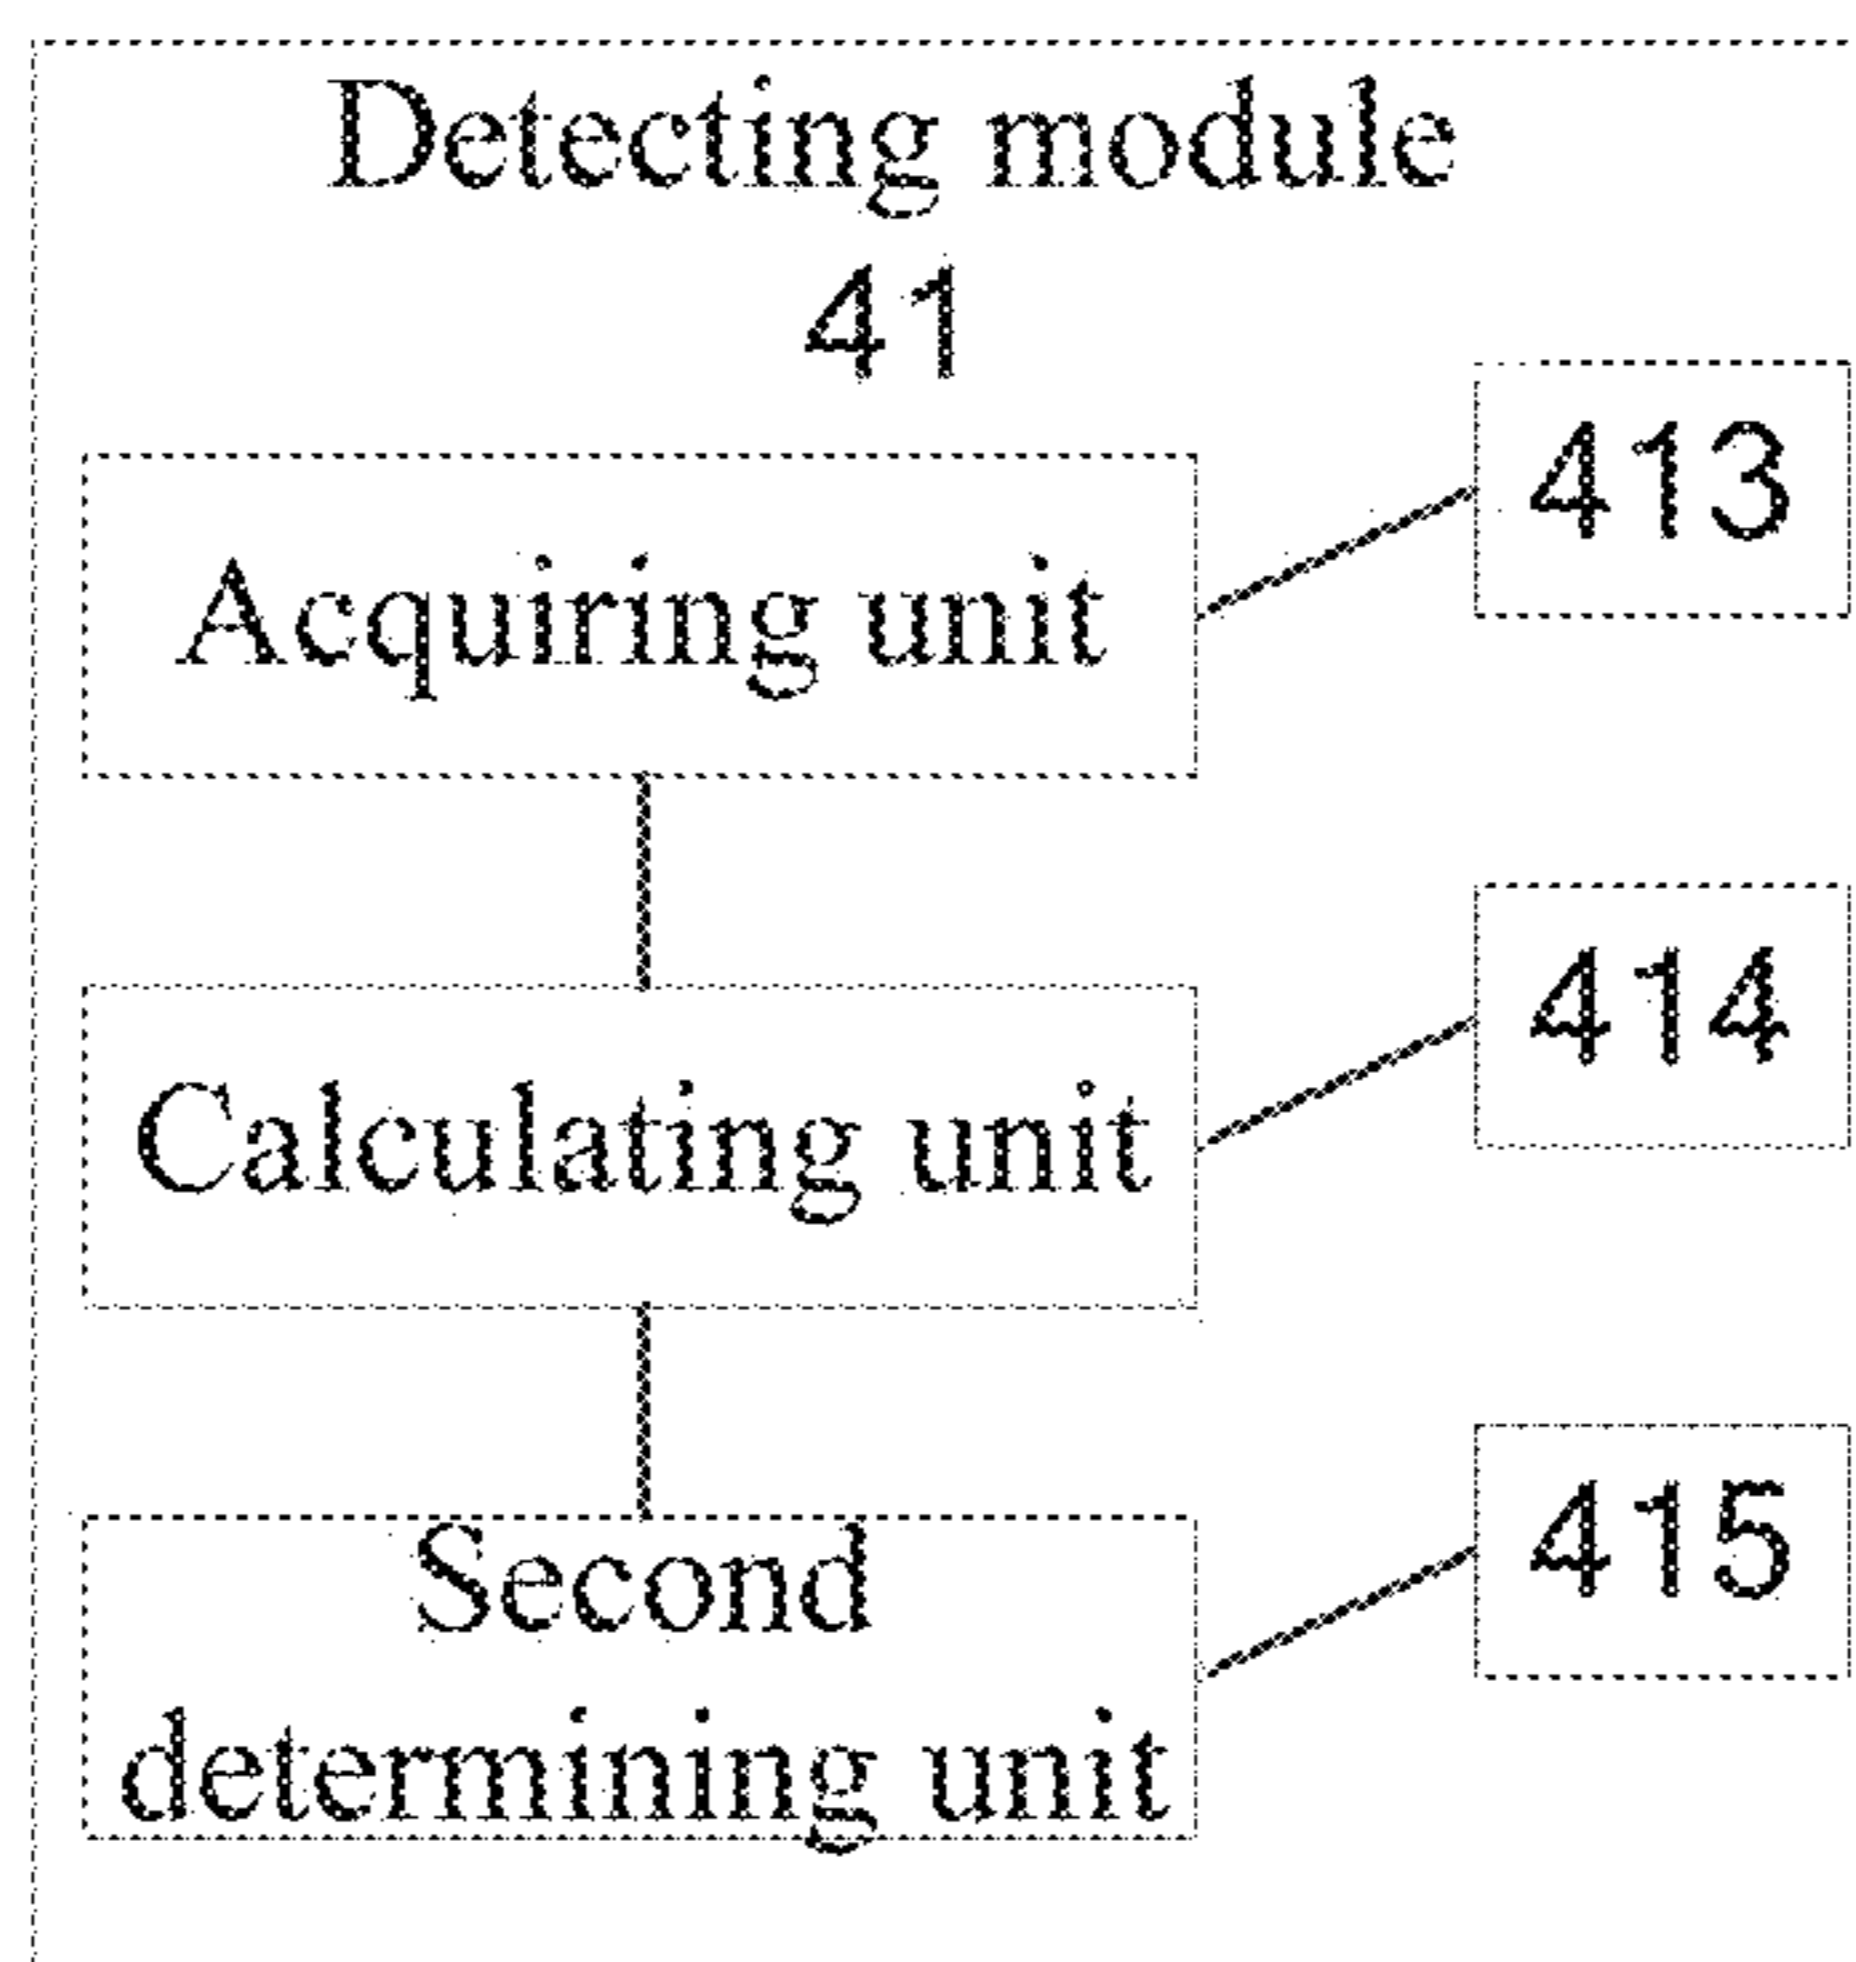 Detecting module
41
413
Acquiring unit
414
Calculating unit
415
Second
determining unit